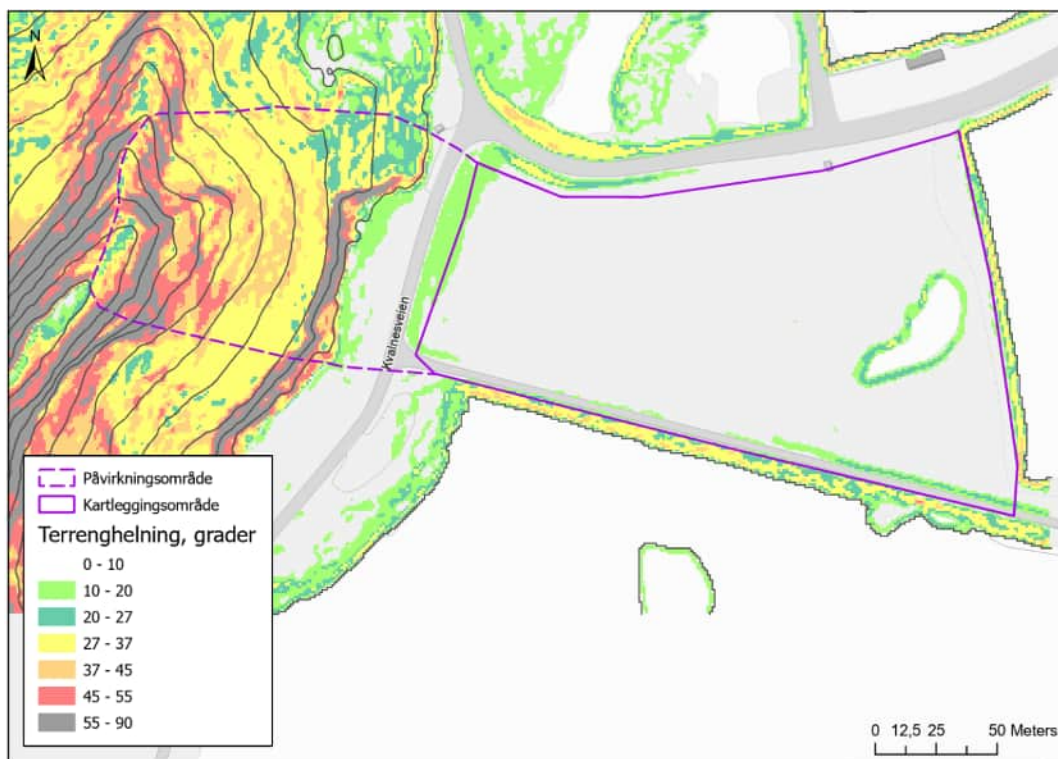 N
Kvalnesveien
Påvirkningsområde
Kartleggingsområde
Terrenghelning, grader
0 - 10
10 - 20
20 - 27
27 - 37
37 - 45
45 - 55
55 - 90
0 12,5 25 50 Meters